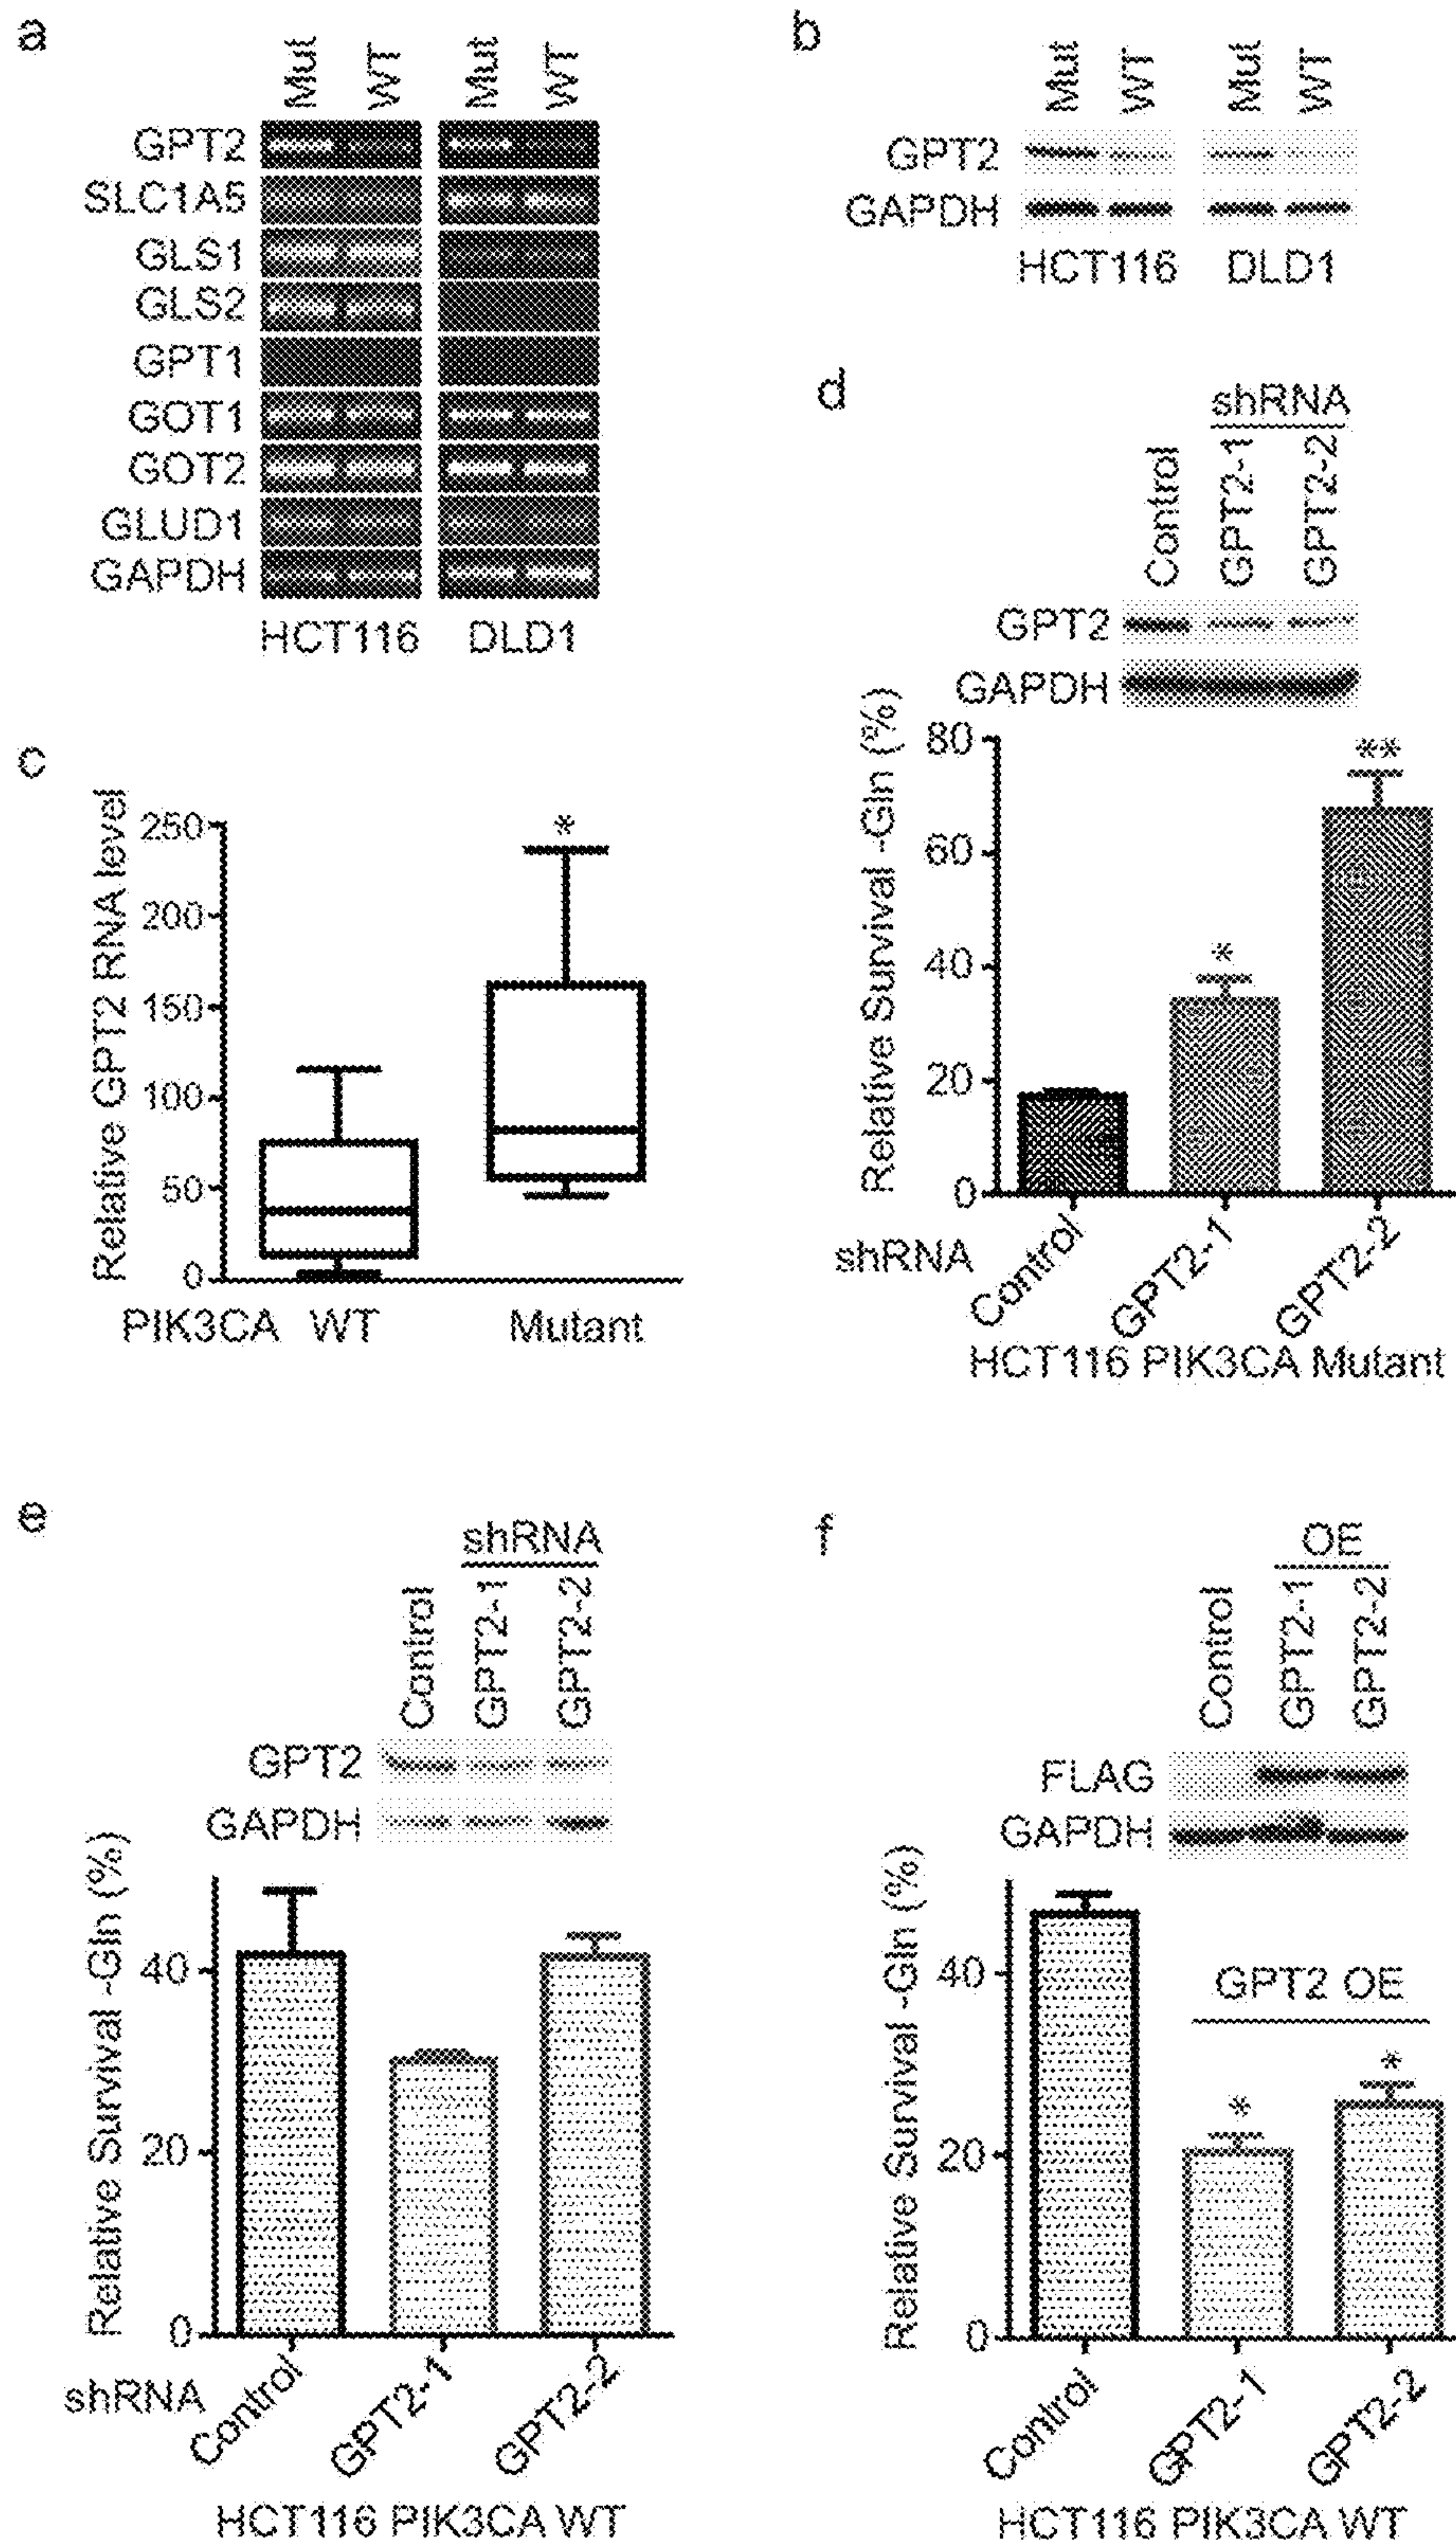 a
Mut WT Mut WT
GPT2
SLC1A5
GLS1
GLS2
GPT1
GOT1
GOT2
GLUD1
GAPDH
HCT116 DLD1
b
Mut WT Mut WT
GPT2
GAPDH
HCT116 DLD1
c
Relative GPT2 RNA level
250
200
150
100
50
0
*
PIK3CA WT Mutant
d
shRNA
Control GPT2-1 GPT2-2
GPT2
GAPDH
Relative Survival -Gln (%)
80
60
40
20
0
*
**
shRNA
Control GPT2-1 GPT2-2
HCT116 PIK3CA Mutant
e
shRNA
Control GPT2-1 GPT2-2
GPT2
GAPDH
Relative Survival -Gln (%)
40
20
0
shRNA
Control GPT2-1 GPT2-2
HCT116 PIK3CA WT
f
OE
Control GPT2-1 GPT2-2
FLAG
GAPDH
Relative Survival -Gln (%)
40
20
0
GPT2 OE
*
*
Control GPT2-1 GPT2-2
HCT116 PIK3CA WT